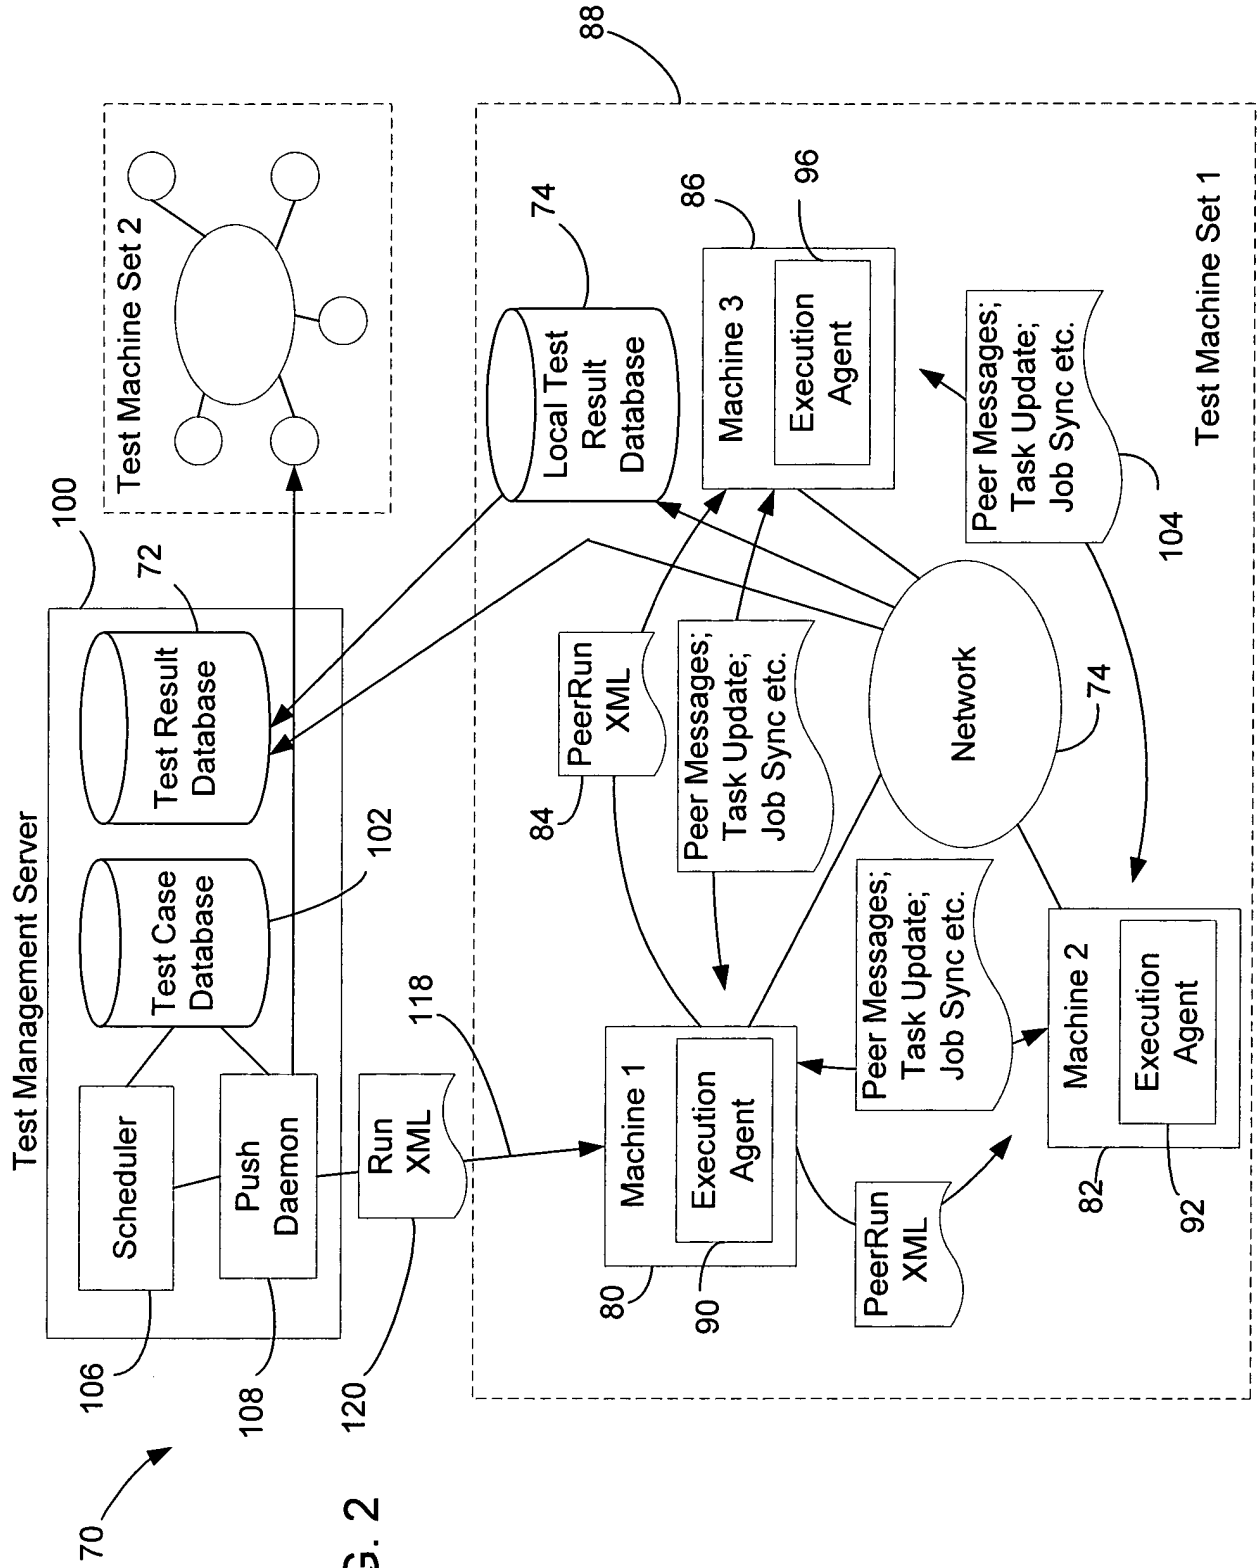 70
Test Management Server
100
106
Scheduler
Test Case
Database
Test Result
Database
72
108
Push
Daemon
102
Test Machine Set 2
120
Run
XML
118
88
80
Machine 1
90
Execution
Agent
84
PeerRun
XML
Peer Messages;
Task Update;
Job Sync etc.
Local Test
Result
Database
74
86
Machine 3
Execution
Agent
96
PeerRun
XML
Peer Messages;
Task Update;
Job Sync etc.
Network
74
Peer Messages;
Task Update;
Job Sync etc.
104
82
Machine 2
92
Execution
Agent
Test Machine Set 1
G. 2